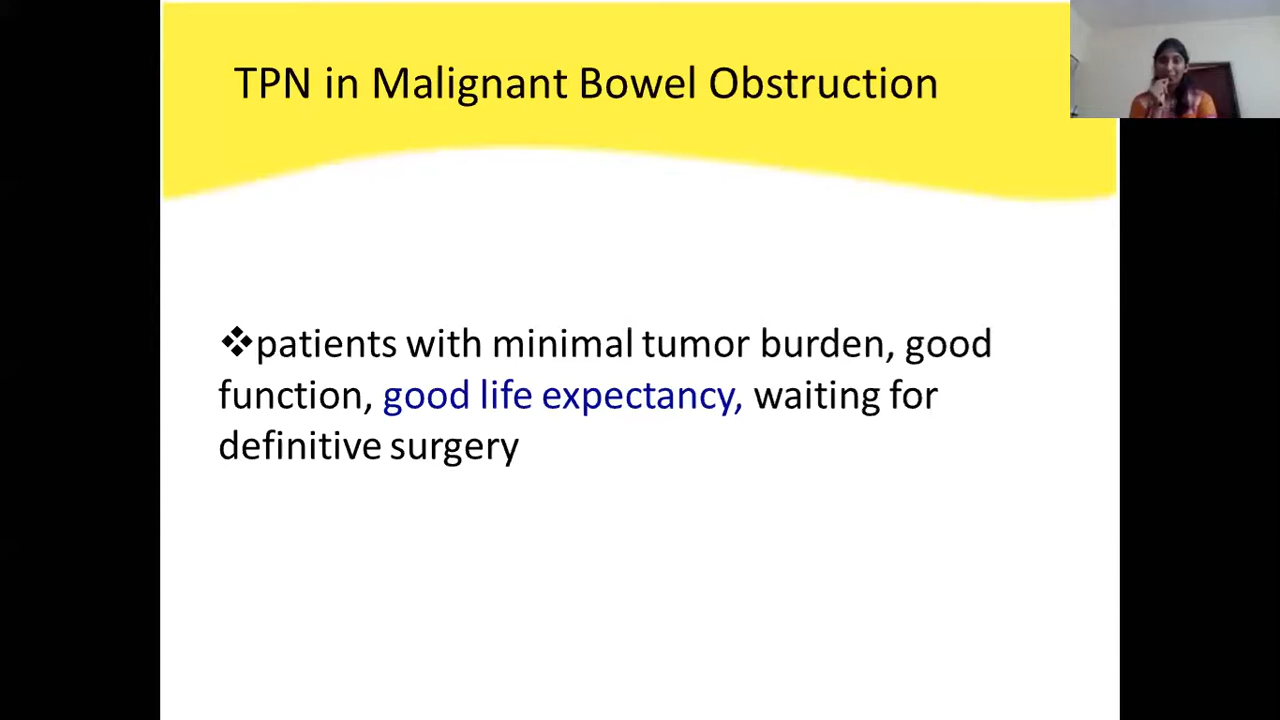 TPN in Malignant Bowel Obstruction
❖patients with minimal tumor burden, good
function, good life expectancy, waiting for
definitive surgery